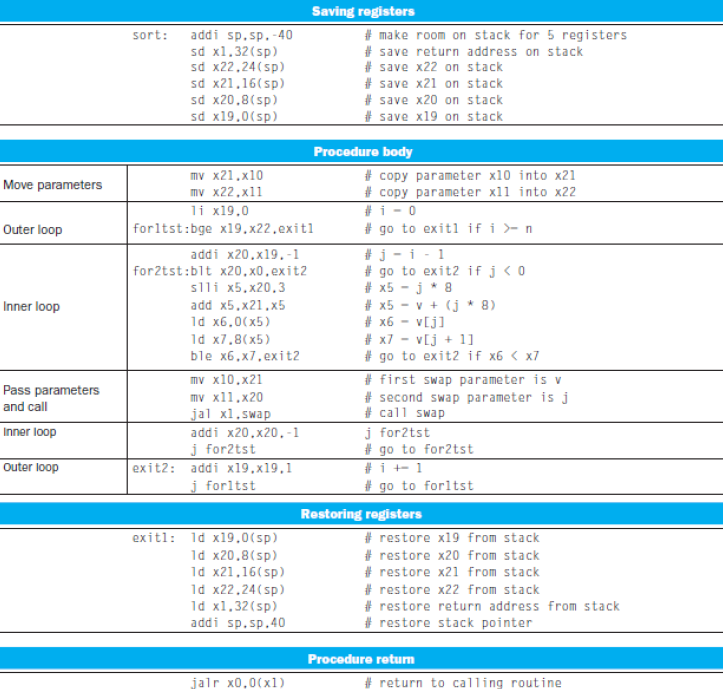 Saving registers
sort: addi sp,sp,-40 # make room on stack for 5 registers
sd x1,32(sp) # save return address on stack
sd x22,24(sp) # save x22 on stack
sd x21,16(sp) # save x21 on stack
sd x20,8(sp) # save x20 on stack
sd x19,0(sp) # save x19 on stack
Procedure body
Move parameters
mv x21,x10 # copy parameter x10 into x21
mv x22,x11 # copy parameter x11 into x22
Outer loop
li x19,0 # i = 0
for1tst:bge x19,x22,exit1 # go to exit1 if i >= n
Inner loop
addi x20,x19,-1 # j = i - 1
for2tst:blt x20,x0,exit2 # go to exit2 if j < 0
slli x5,x20,3 # x5 = j * 8
add x5,x21,x5 # x5 = v + (j * 8)
ld x6,0(x5) # x6 = v[j]
ld x7,8(x5) # x7 = v[j + 1]
ble x6,x7,exit2 # go to exit2 if x6 < x7
Pass parameters
and call
mv x10,x21 # first swap parameter is v
mv x11,x20 # second swap parameter is j
jal x1,swap # call swap
Inner loop
addi x20,x20,-1 j for2tst
j for2tst # go to for2tst
Outer loop
exit2: addi x19,x19,1 # i += 1
j for1tst # go to for1tst
Restoring registers
exit1: ld x19,0(sp) # restore x19 from stack
ld x20,8(sp) # restore x20 from stack
ld x21,16(sp) # restore x21 from stack
ld x22,24(sp) # restore x22 from stack
ld x1,32(sp) # restore return address from stack
addi sp,sp,40 # restore stack pointer
Procedure return
jalr x0,0(x1) # return to calling routine